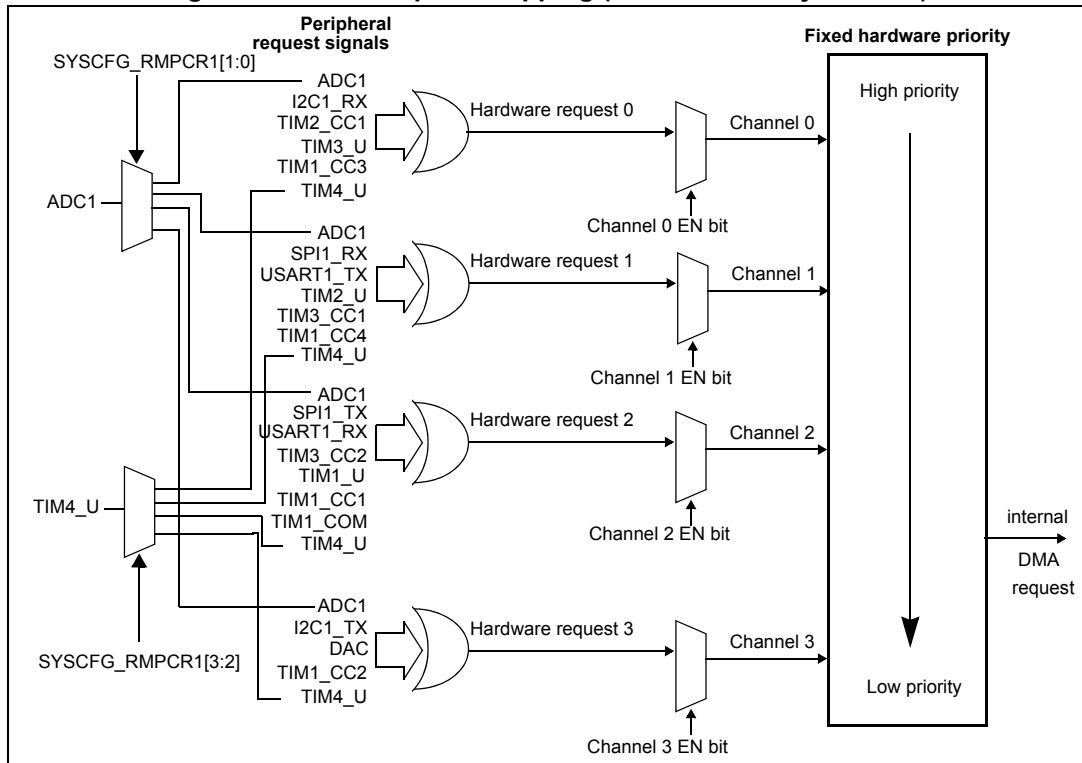 Peripheral
request signals
Fixed hardware priority
SYSCFG_RMPCR1[1:0]
ADC1
I2C1_RX
TIM2_CC1
TIM3_U
TIM1_CC3
TIM4_U
Hardware request 0
Channel 0
Channel 0 EN bit
High priority
ADC1
ADC1
SPI1_RX
USART1_TX
TIM2_U
TIM3_CC1
TIM1_CC4
TIM4_U
Hardware request 1
Channel 1
Channel 1 EN bit
ADC1
SPI1_TX
USART1_RX
TIM3_CC2
TIM1_U
TIM1_CC1
TIM1_COM
TIM4_U
Hardware request 2
Channel 2
Channel 2 EN bit
TIM4_U
internal
DMA
request
ADC1
I2C1_TX
DAC
TIM1_CC2
TIM4_U
Hardware request 3
Channel 3
Channel 3 EN bit
SYSCFG_RMPCR1[3:2]
Low priority